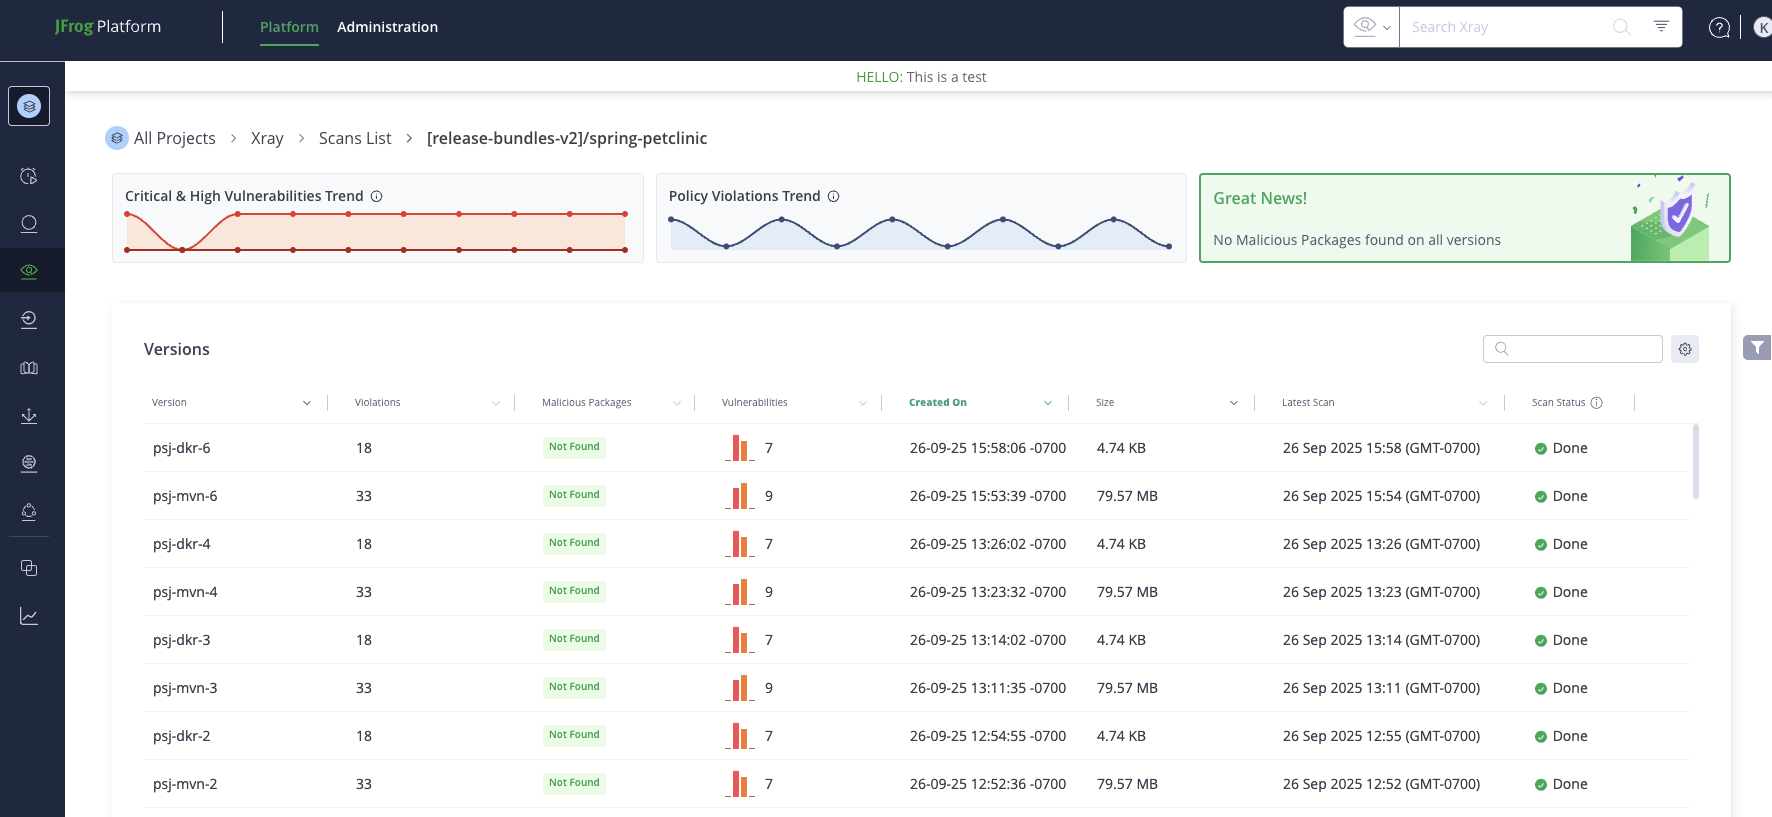 JFrog Platform
Platform Administration
Search Xray
K
HELLO: This is a test
All Projects > Xray > Scans List > [release-bundles-v2]/spring-petclinic
Critical & High Vulnerabilities Trend
Policy Violations Trend
Great News!
No Malicious Packages found on all versions
Versions
Version Violations Malicious Packages Vulnerabilities Created On Size Latest Scan Scan Status
psj-dkr-6 18 Not Found 7 26-09-25 15:58:06 -0700 4.74 KB 26 Sep 2025 15:58 (GMT-0700) Done
psj-mvn-6 33 Not Found 9 26-09-25 15:53:39 -0700 79.57 MB 26 Sep 2025 15:54 (GMT-0700) Done
psj-dkr-4 18 Not Found 7 26-09-25 13:26:02 -0700 4.74 KB 26 Sep 2025 13:26 (GMT-0700) Done
psj-mvn-4 33 Not Found 9 26-09-25 13:23:32 -0700 79.57 MB 26 Sep 2025 13:23 (GMT-0700) Done
psj-dkr-3 18 Not Found 7 26-09-25 13:14:02 -0700 4.74 KB 26 Sep 2025 13:14 (GMT-0700) Done
psj-mvn-3 33 Not Found 9 26-09-25 13:11:35 -0700 79.57 MB 26 Sep 2025 13:11 (GMT-0700) Done
psj-dkr-2 18 Not Found 7 26-09-25 12:54:55 -0700 4.74 KB 26 Sep 2025 12:55 (GMT-0700) Done
psj-mvn-2 33 Not Found 7 26-09-25 12:52:36 -0700 79.57 MB 26 Sep 2025 12:52 (GMT-0700) Done